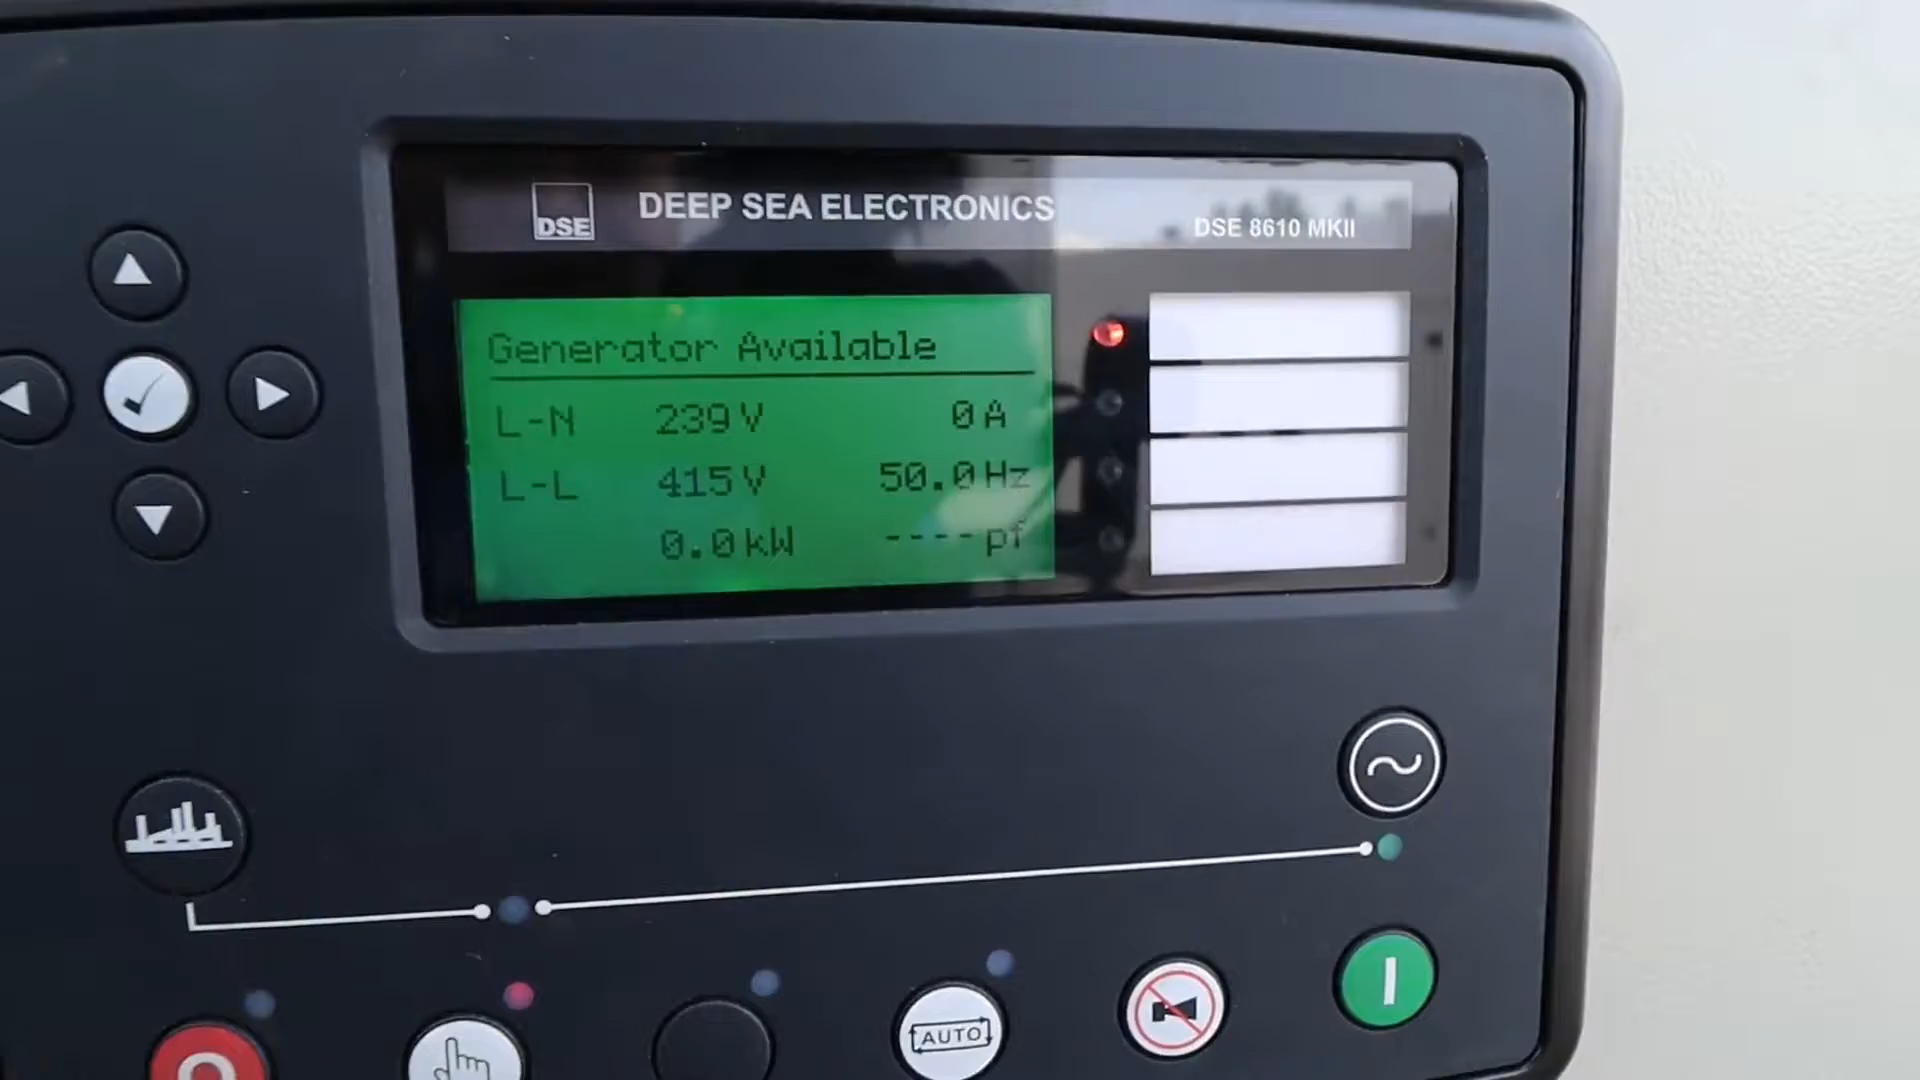 DSE
DEEP SEA ELECTRONICS
DSE 8610 MKII
Generator Available
L-N 239V 0A
L-L 415V 50.0Hz
0.0kW ----pf
AUTO